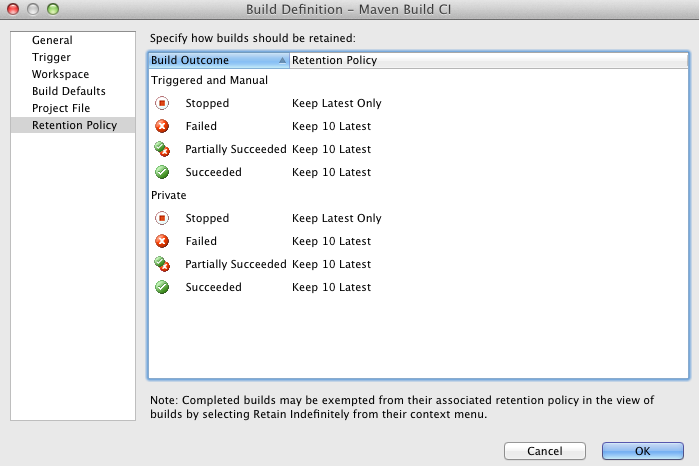 Build Definition – Maven Build CI
General
Trigger
Workspace
Build Defaults
Project File
Retention Policy
Specify how builds should be retained:
Build Outcome Retention Policy
Triggered and Manual
Stopped Keep Latest Only
Failed Keep 10 Latest
Partially Succeeded Keep 10 Latest
Succeeded Keep 10 Latest
Private
Stopped Keep Latest Only
Failed Keep 10 Latest
Partially Succeeded Keep 10 Latest
Succeeded Keep 10 Latest
Note: Completed builds may be exempted from their associated retention policy in the view of
builds by selecting Retain Indefinitely from their context menu.
Cancel OK